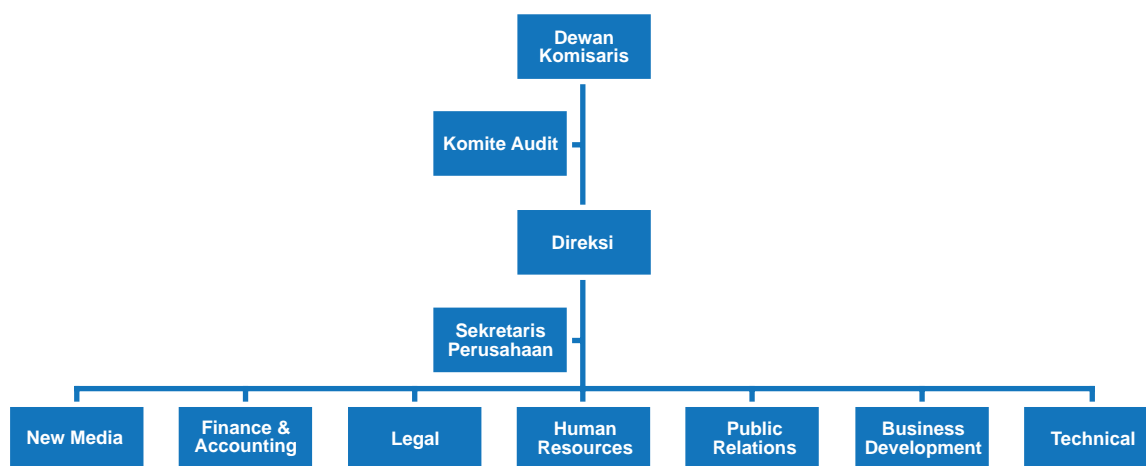 Dewan
Komisaris
Komite Audit
Direksi
Sekretaris
Perusahaan
New Media
Finance &
Accounting
Legal
Human
Resources
Public
Relations
Business
Development
Technical